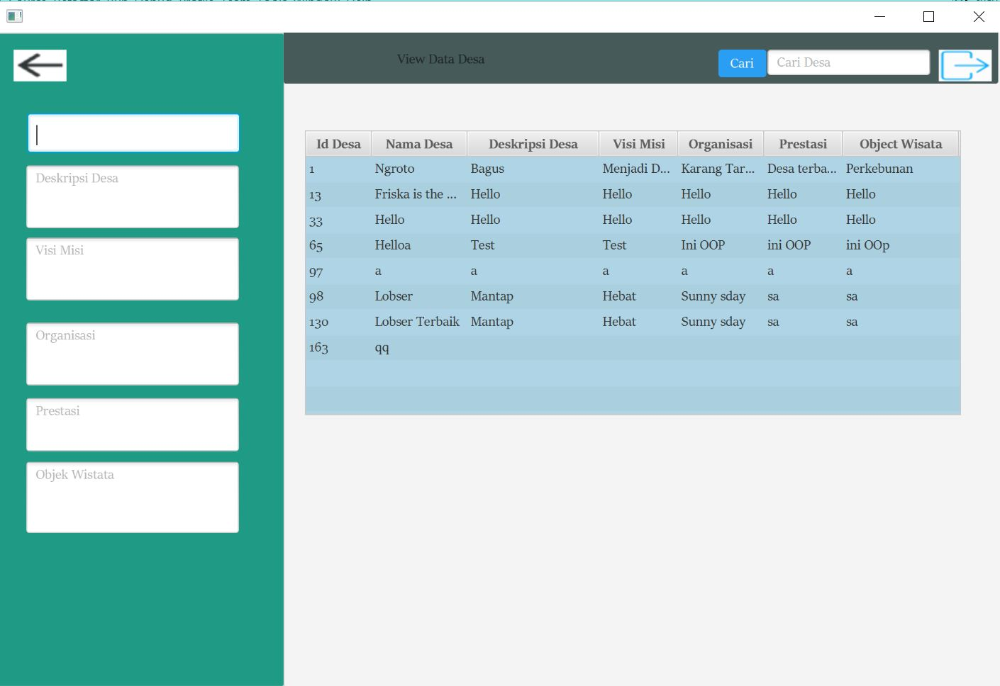 View Data Desa
Cari
Cari Desa
Deskripsi Desa
Visi Misi
Organisasi
Prestasi
Objek Wistata
Id Desa Nama Desa Deskripsi Desa Visi Misi Organisasi Prestasi Object Wisata
1 Ngroto Bagus Menjadi D... Karang Tar... Desa terba... Perkebunan
13 Friska is the ... Hello Hello Hello Hello Hello
33 Hello Hello Hello Hello Hello Hello
65 Helloa Test Test Ini OOP ini OOP ini OOp
97 a a a a a a
98 Lobser Mantap Hebat Sunny sday sa sa
130 Lobser Terbaik Mantap Hebat Sunny sday sa sa
163 qq